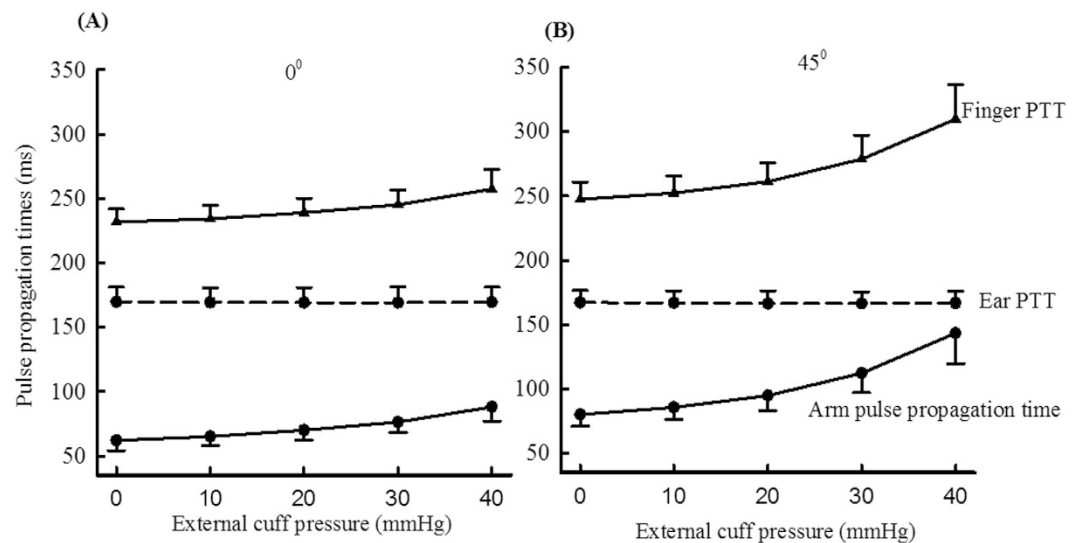 (A)
0⁰
350
300
250
200
150
100
50
Pulse propagation times (ms)
0 10 20 30 40
External cuff pressure (mmHg)
(B)
45⁰
350
300
250
200
150
100
50
Finger PTT
Ear PTT
Arm pulse propagation time
0 10 20 30 40
External cuff pressure (mmHg)